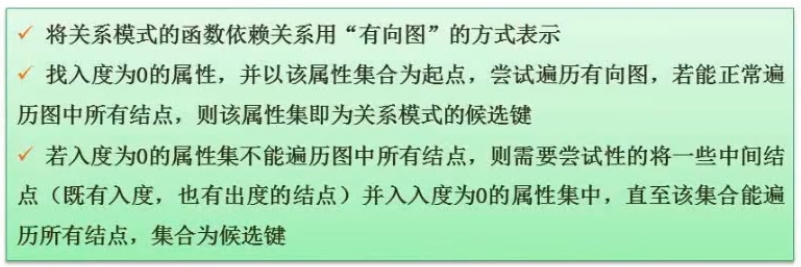 ✓ 将关系模式的函数依赖关系用“有向图”的方式表示
✓ 找入度为0的属性，并以该属性集合为起点，尝试遍历有向图，若能正常遍
历图中所有结点，则该属性集即为关系模式的候选键
✓ 若入度为0的属性集不能遍历图中所有结点，则需要尝试性的将一些中间结
点（既有入度，也有出度的结点）并入入度为0的属性集中，直至该集合能遍
历所有结点，集合为候选键